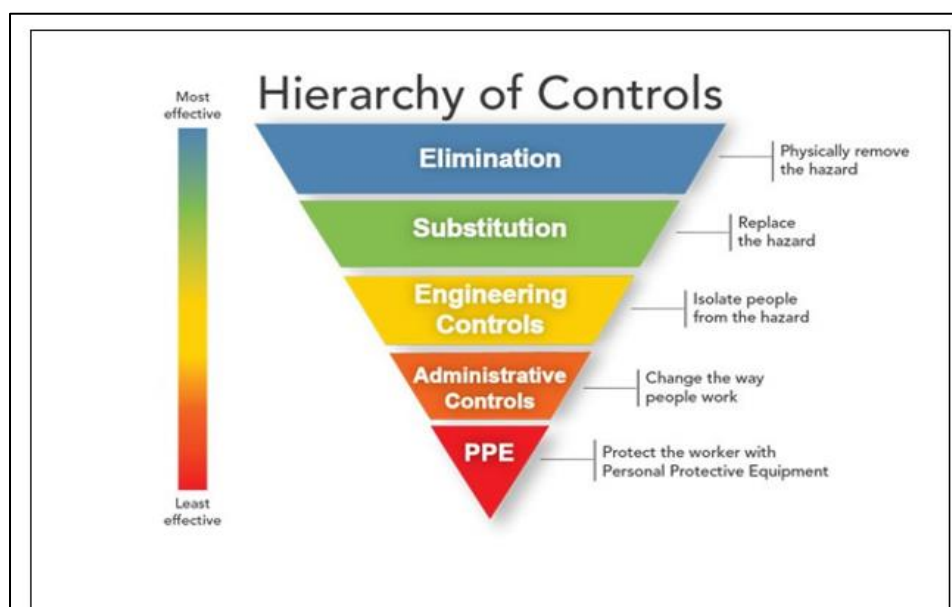 Hierarchy of Controls
Most
effective
Elimination
Physically remove
the hazard
Substitution
Replace
the hazard
Engineering
Controls
Isolate people
from the hazard
Administrative
Controls
Change the way
people work
PPE
Protect the worker with
Personal Protective Equipment
Least
effective